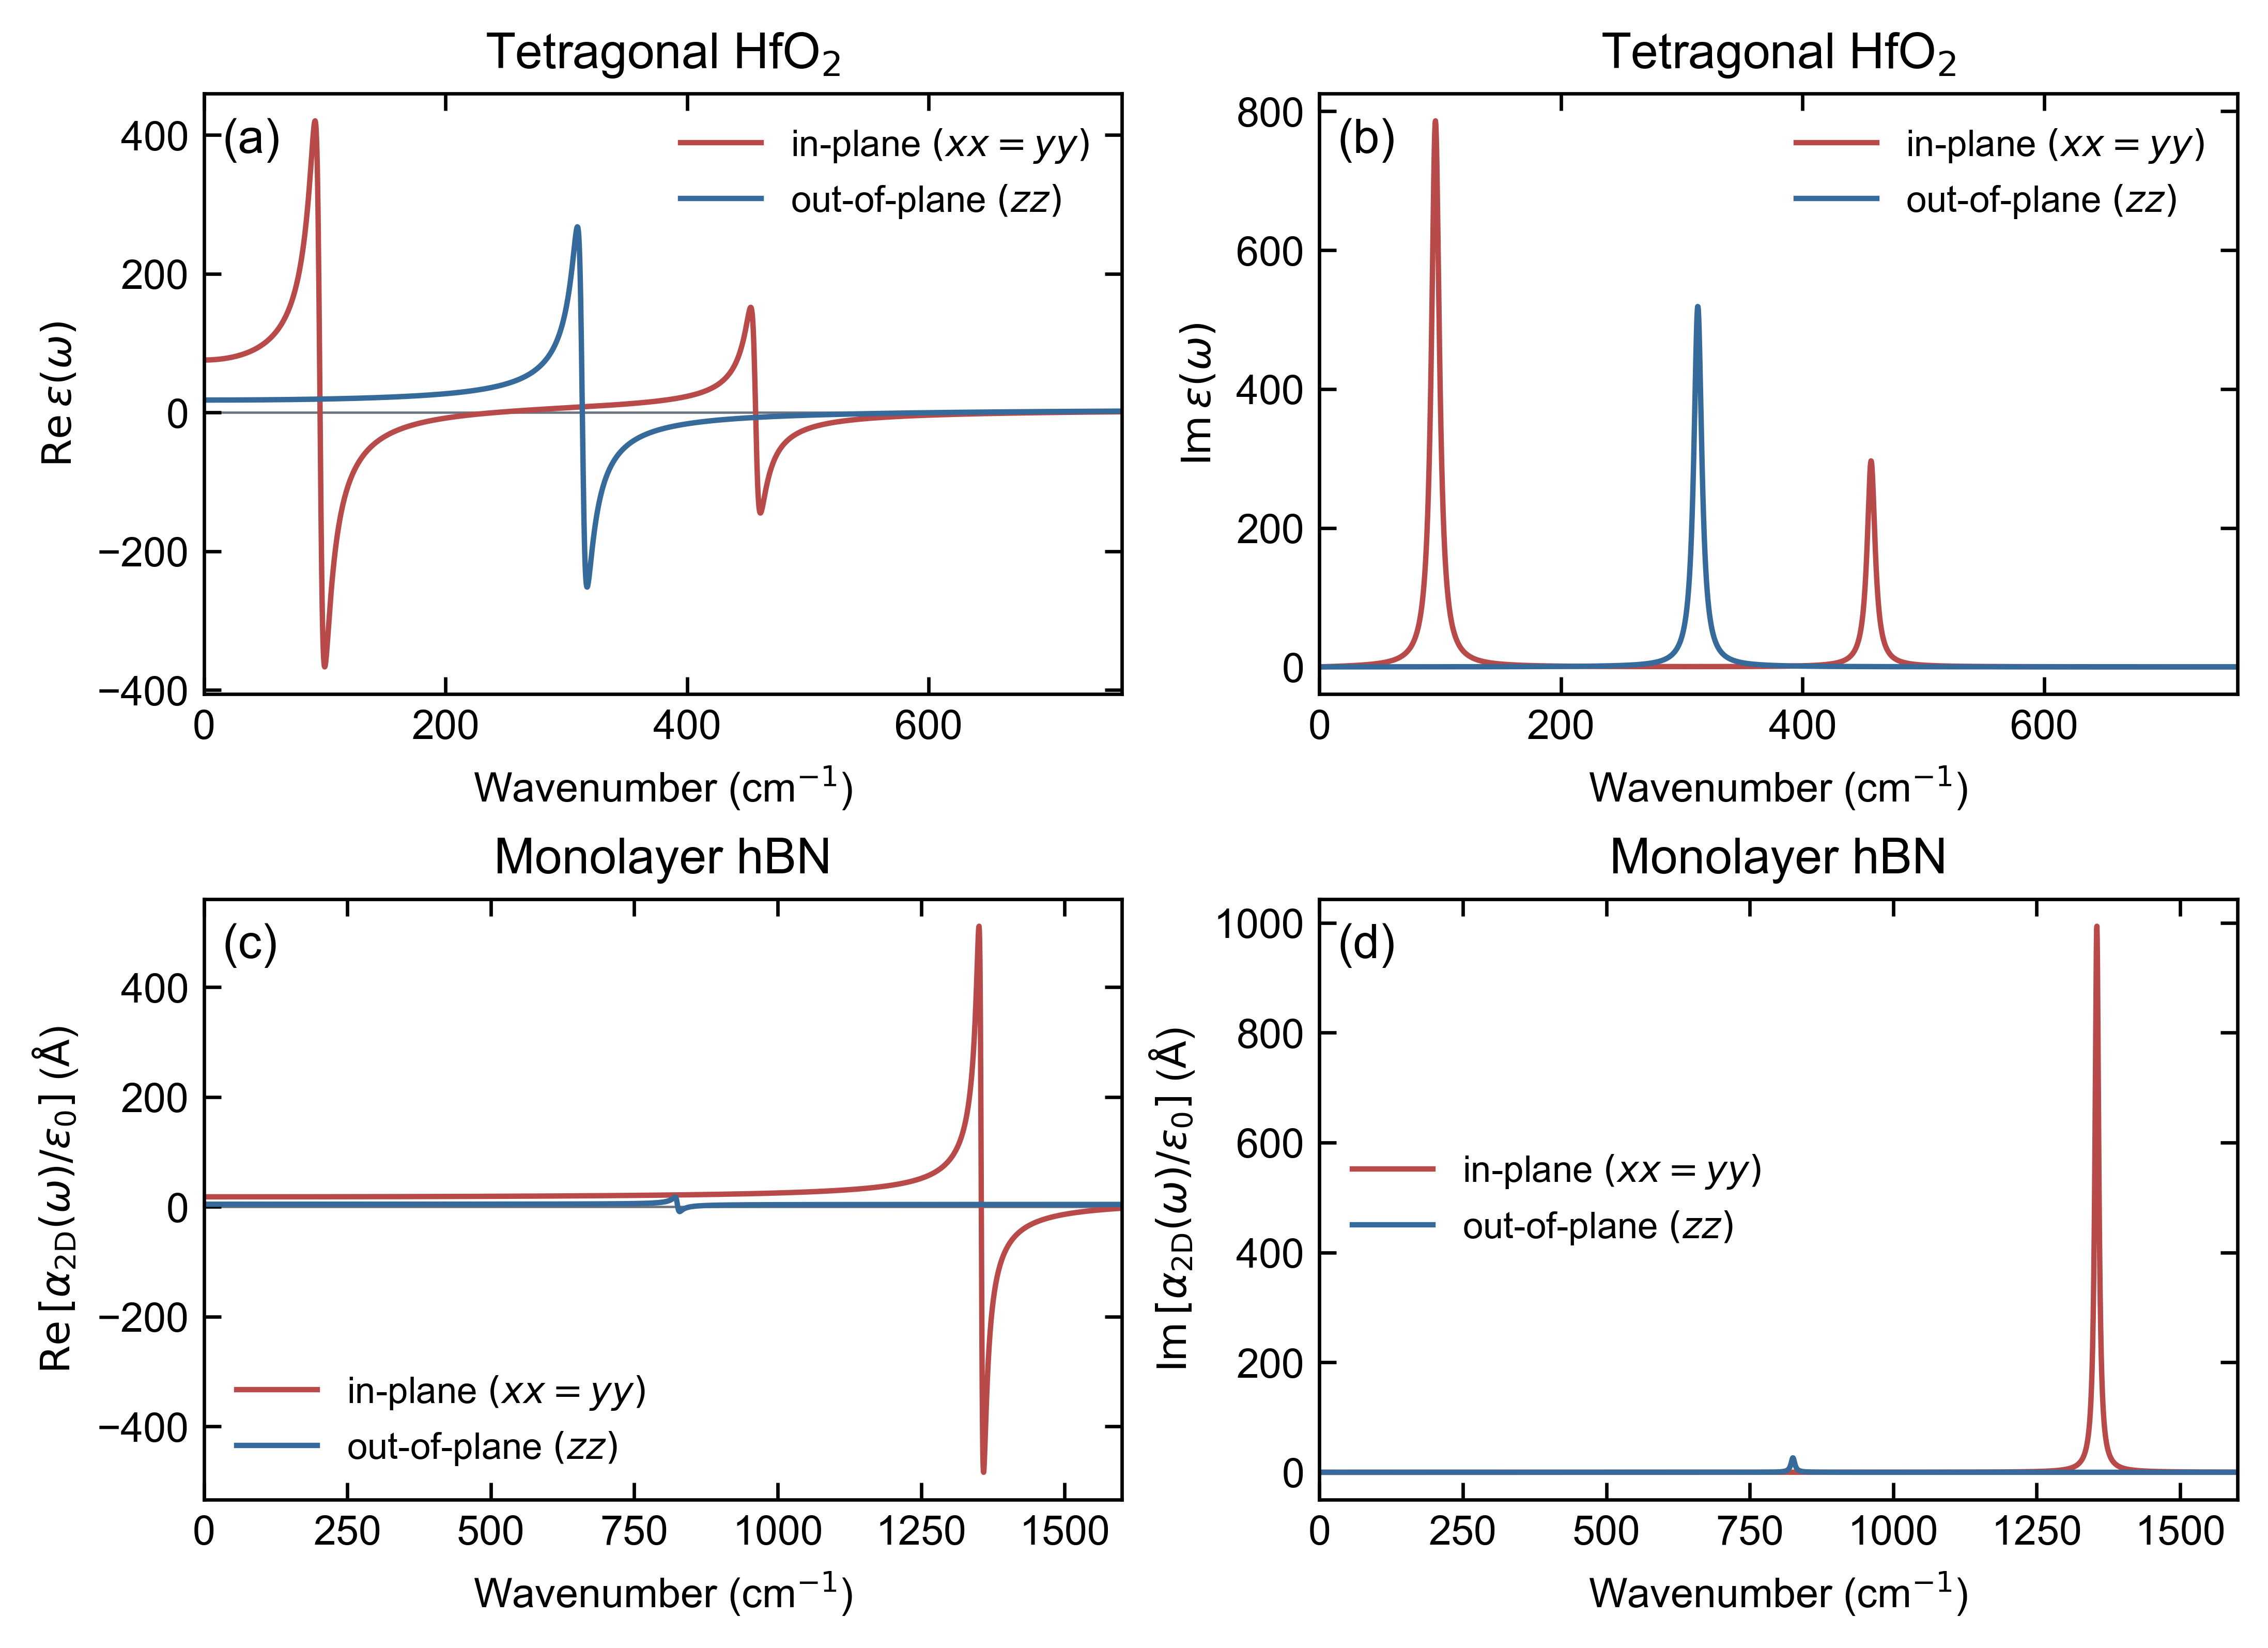 Tetragonal HfO₂
(a)
in-plane (xx = yy)
out-of-plane (zz)
Re ε(ω)
400
200
0
−200
−400
0 200 400 600
Wavenumber (cm⁻¹)
Tetragonal HfO₂
(b)
in-plane (xx = yy)
out-of-plane (zz)
Im ε(ω)
800
600
400
200
0
0 200 400 600
Wavenumber (cm⁻¹)
Monolayer hBN
(c)
Re [α₂D(ω)/ε₀] (Å)
400
200
0
−200
−400
in-plane (xx = yy)
out-of-plane (zz)
0 250 500 750 1000 1250 1500
Wavenumber (cm⁻¹)
Monolayer hBN
(d)
Im [α₂D(ω)/ε₀] (Å)
1000
800
600
400
200
0
in-plane (xx = yy)
out-of-plane (zz)
0 250 500 750 1000 1250 1500
Wavenumber (cm⁻¹)